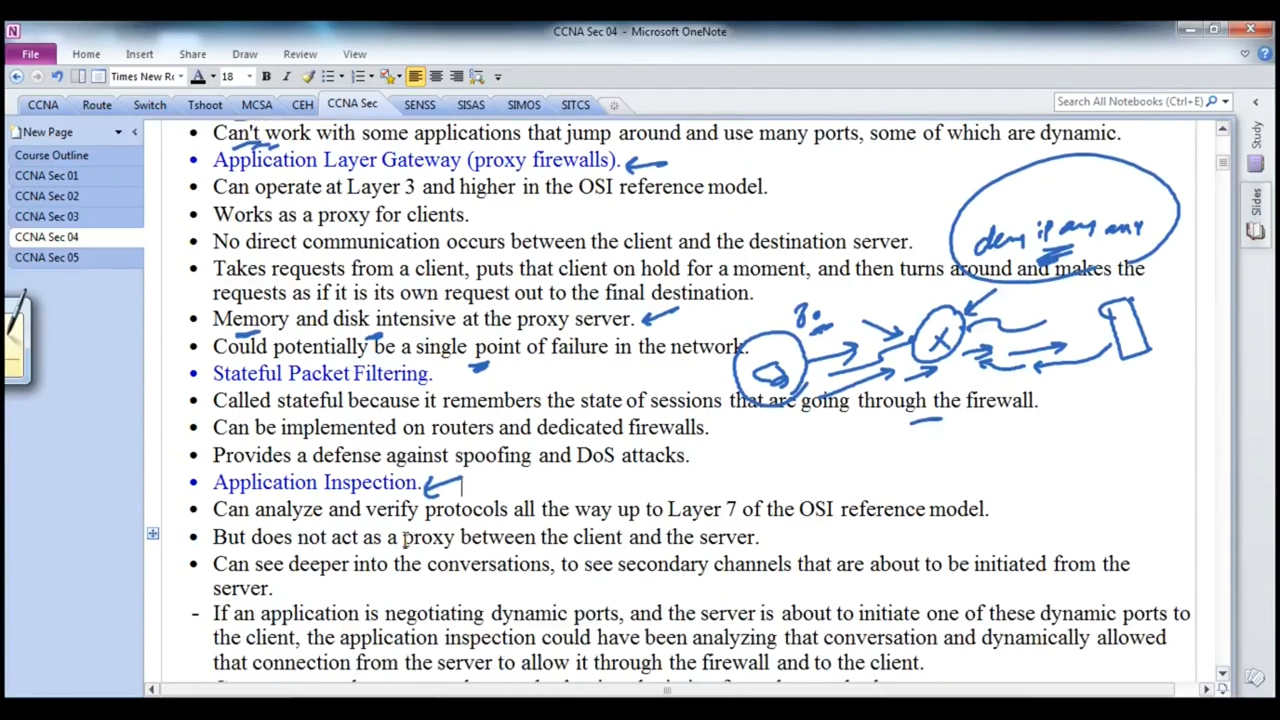 CCNA Sec 04 - Microsoft OneNote
File Home Insert Share Draw Review View
Times New Ro 18 B I A
CCNA Route Switch Tshoot MCSA CEH CCNA Sec SENSS SISAS SIMOS SITCS
Search All Notebooks (Ctrl+E)
New Page
Course Outline
CCNA Sec 01
CCNA Sec 02
CCNA Sec 03
CCNA Sec 04
CCNA Sec 05
Study
Slides
• Can't work with some applications that jump around and use many ports, some of which are dynamic.
• Application Layer Gateway (proxy firewalls).
• Can operate at Layer 3 and higher in the OSI reference model.
• Works as a proxy for clients.
• No direct communication occurs between the client and the destination server.
• Takes requests from a client, puts that client on hold for a moment, and then turns around and makes the
requests as if it is its own request out to the final destination.
• Memory and disk intensive at the proxy server.
• Could potentially be a single point of failure in the network.
• Stateful Packet Filtering.
• Called stateful because it remembers the state of sessions that are going through the firewall.
• Can be implemented on routers and dedicated firewalls.
• Provides a defense against spoofing and DoS attacks.
• Application Inspection.
• Can analyze and verify protocols all the way up to Layer 7 of the OSI reference model.
• But does not act as a proxy between the client and the server.
• Can see deeper into the conversations, to see secondary channels that are about to be initiated from the
server.
- If an application is negotiating dynamic ports, and the server is about to initiate one of these dynamic ports to
the client, the application inspection could have been analyzing that conversation and dynamically allowed
that connection from the server to allow it through the firewall and to the client.
deny ip any any
80
X